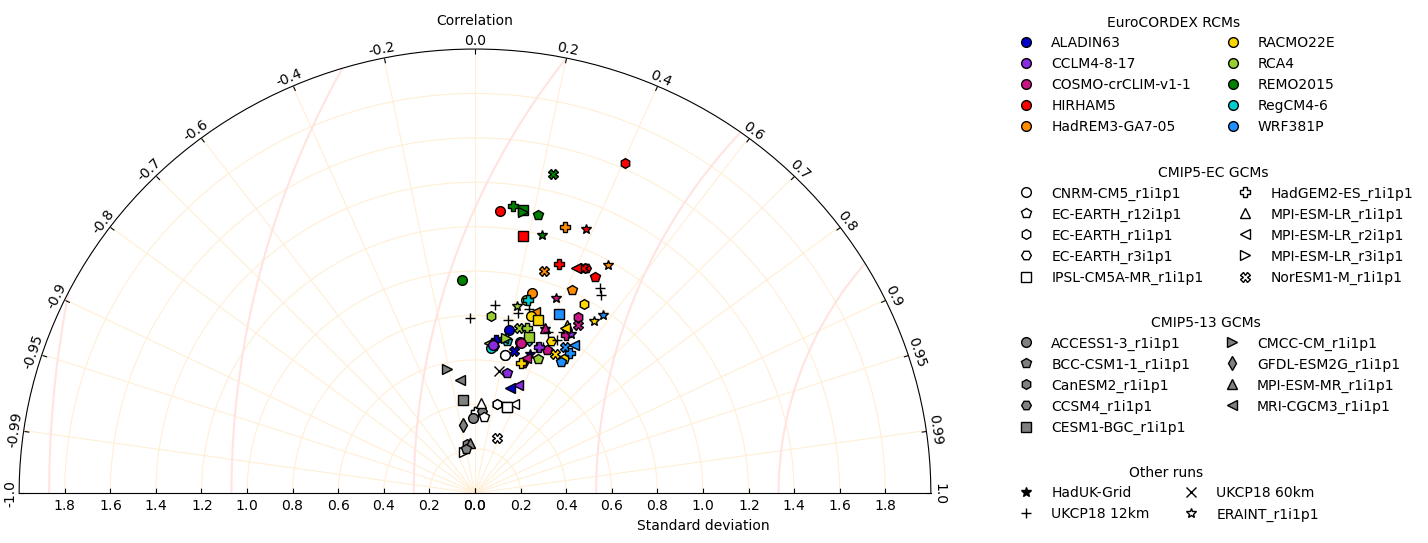 Correlation
-1.0
-0.99
-0.95
-0.9
-0.8
-0.7
-0.6
-0.4
-0.2
0.0
0.2
0.4
0.6
0.7
0.8
0.9
0.95
0.99
1.0
1.8 1.6 1.4 1.2 1.0 0.8 0.6 0.4 0.2 0.0 0.2 0.4 0.6 0.8 1.0 1.2 1.4 1.6 1.8
Standard deviation
EuroCORDEX RCMs
ALADIN63 RACMO22E
CCLM4-8-17 RCA4
COSMO-crCLIM-v1-1 REMO2015
HIRHAM5 RegCM4-6
HadREM3-GA7-05 WRF381P
CMIP5-EC GCMs
CNRM-CM5_r1i1p1 HadGEM2-ES_r1i1p1
EC-EARTH_r12i1p1 MPI-ESM-LR_r1i1p1
EC-EARTH_r1i1p1 MPI-ESM-LR_r2i1p1
EC-EARTH_r3i1p1 MPI-ESM-LR_r3i1p1
IPSL-CM5A-MR_r1i1p1 NorESM1-M_r1i1p1
CMIP5-13 GCMs
ACCESS1-3_r1i1p1 CMCC-CM_r1i1p1
BCC-CSM1-1_r1i1p1 GFDL-ESM2G_r1i1p1
CanESM2_r1i1p1 MPI-ESM-MR_r1i1p1
CCSM4_r1i1p1 MRI-CGCM3_r1i1p1
CESM1-BGC_r1i1p1
Other runs
HadUK-Grid UKCP18 60km
UKCP18 12km ERAINT_r1i1p1